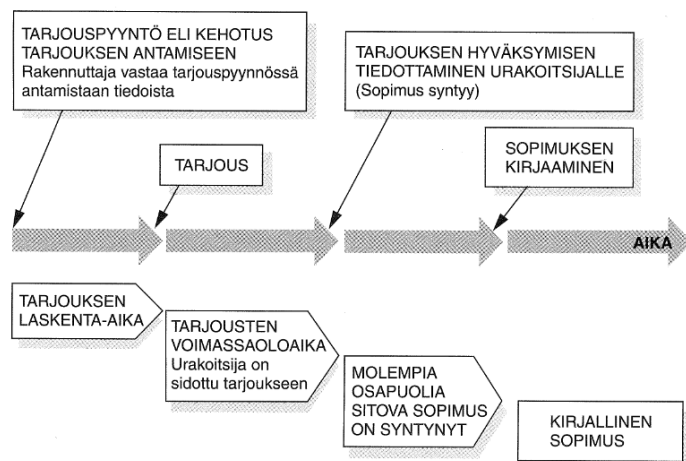 TARJOUSPYYNTÖ ELI KEHOTUS
TARJOUKSEN ANTAMISEEN
Rakennuttaja vastaa tarjouspyynnössä
antamistaan tiedoista
TARJOUKSEN HYVÄKSYMISEN
TIEDOTTAMINEN URAKOITSIJALLE
(Sopimus syntyy)
TARJOUS
SOPIMUKSEN
KIRJAAMINEN
AIKA
TARJOUKSEN
LASKENTA-AIKA
TARJOUSTEN
VOIMASSAOLOAIKA
Urakoitsija on
sidottu tarjoukseen
MOLEMPIA
OSAPUOLIA
SITOVA SOPIMUS
ON SYNTYNYT
KIRJALLINEN
SOPIMUS